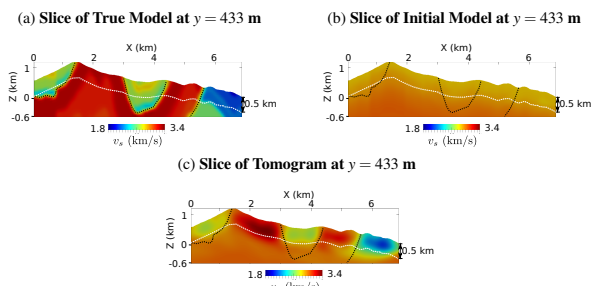 (a) Slice of True Model at y = 433 m
(b) Slice of Initial Model at y = 433 m
X (km)
X (km)
0 2 4 6
0 2 4 6
Z (km)
1
0
-0.6
0.5 km
Z (km)
1
0
-0.6
0.5 km
1.8 3.4
v_s (km/s)
1.8 3.4
v_s (km/s)
(c) Slice of Tomogram at y = 433 m
X (km)
0 2 4 6
Z (km)
1
0
-0.6
0.5 km
1.8 3.4